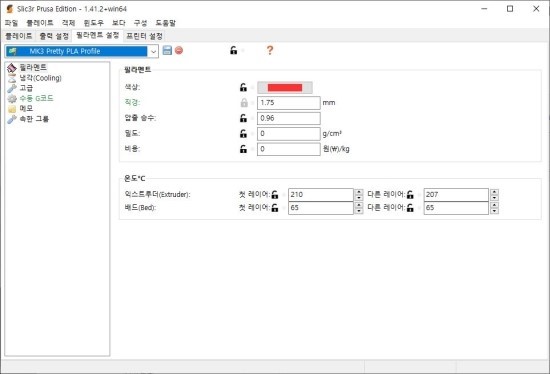 Slic3r Prusa Edition - 1.41.2+win64
파일 플레이트 객체 윈도우 보다 구성 도움말
플레이트 출력 설정 필라멘트 설정 프린터 설정
MK3 Pretty PLA Profile
필라멘트
냉각(Cooling)
고급
수동 G코드
메모
속한 그룹
필라멘트
색상:
직경: 1.75 mm
압출 승수: 0.96
밀도: 0 g/cm³
비용: 0 원(₩)/kg
온도°C
익스트루더(Extruder): 첫 레이어: 210 다른 레이어: 207
배드(Bed): 첫 레이어: 65 다른 레이어: 65